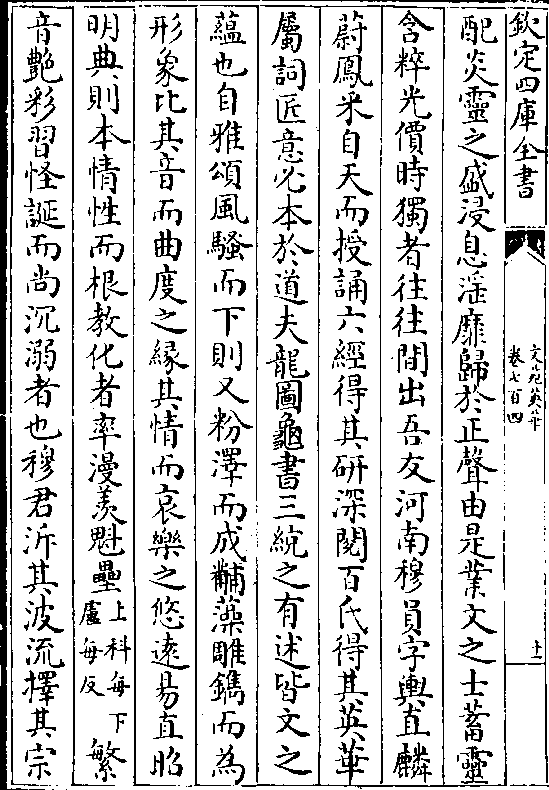 欽定四庫全書
文苑英華
卷七百四
十一
配炎靈之盛浸息淫靡歸於正聲由是業文之士蓄靈
含粹光價時獨者往往間出吾友河南穆員字輿直麟
蔚鳳采自天而授誦六經得其研深閱百氏得其英華
屬詞匠意必本於道夫龍圖龜書三統之有述皆文之
蘊也自雅頌風騷而下則又粉澤而成黼藻雕鐫而為
形象比其音而曲度之緣其情而哀樂之悠遠易直昭
明典則本情性而根教化者率漫羨魁壘上科每下盧每反繁
音艷彩習怪誕而尚沉溺者也穆君泝其波流擇其宗